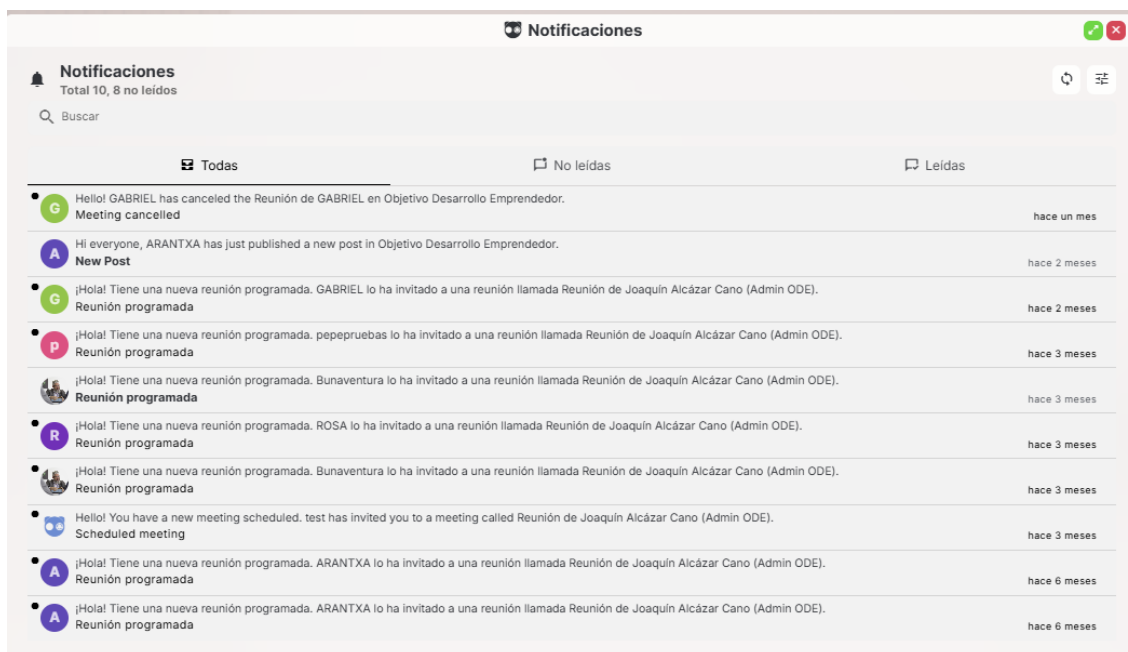 Notificaciones
Notificaciones
Total 10, 8 no leídos
Buscar
Todas
No leídas
Leídas
G
Hello! GABRIEL has canceled the Reunión de GABRIEL en Objetivo Desarrollo Emprendedor.
Meeting cancelled
hace un mes
A
Hi everyone, ARANTXA has just published a new post in Objetivo Desarrollo Emprendedor.
New Post
hace 2 meses
G
¡Hola! Tiene una nueva reunión programada. GABRIEL lo ha invitado a una reunión llamada Reunión de Joaquín Alcázar Cano (Admin ODE).
Reunión programada
hace 2 meses
p
¡Hola! Tiene una nueva reunión programada. pepepruebas lo ha invitado a una reunión llamada Reunión de Joaquín Alcázar Cano (Admin ODE).
Reunión programada
hace 3 meses
¡Hola! Tiene una nueva reunión programada. Bunaventura lo ha invitado a una reunión llamada Reunión de Joaquín Alcázar Cano (Admin ODE).
Reunión programada
hace 3 meses
R
¡Hola! Tiene una nueva reunión programada. ROSA lo ha invitado a una reunión llamada Reunión de Joaquín Alcázar Cano (Admin ODE).
Reunión programada
hace 3 meses
¡Hola! Tiene una nueva reunión programada. Bunaventura lo ha invitado a una reunión llamada Reunión de Joaquín Alcázar Cano (Admin ODE).
Reunión programada
hace 3 meses
Hello! You have a new meeting scheduled. test has invited you to a meeting called Reunión de Joaquín Alcázar Cano (Admin ODE).
Scheduled meeting
hace 3 meses
A
¡Hola! Tiene una nueva reunión programada. ARANTXA lo ha invitado a una reunión llamada Reunión de Joaquín Alcázar Cano (Admin ODE).
Reunión programada
hace 6 meses
A
¡Hola! Tiene una nueva reunión programada. ARANTXA lo ha invitado a una reunión llamada Reunión de Joaquín Alcázar Cano (Admin ODE).
Reunión programada
hace 6 meses